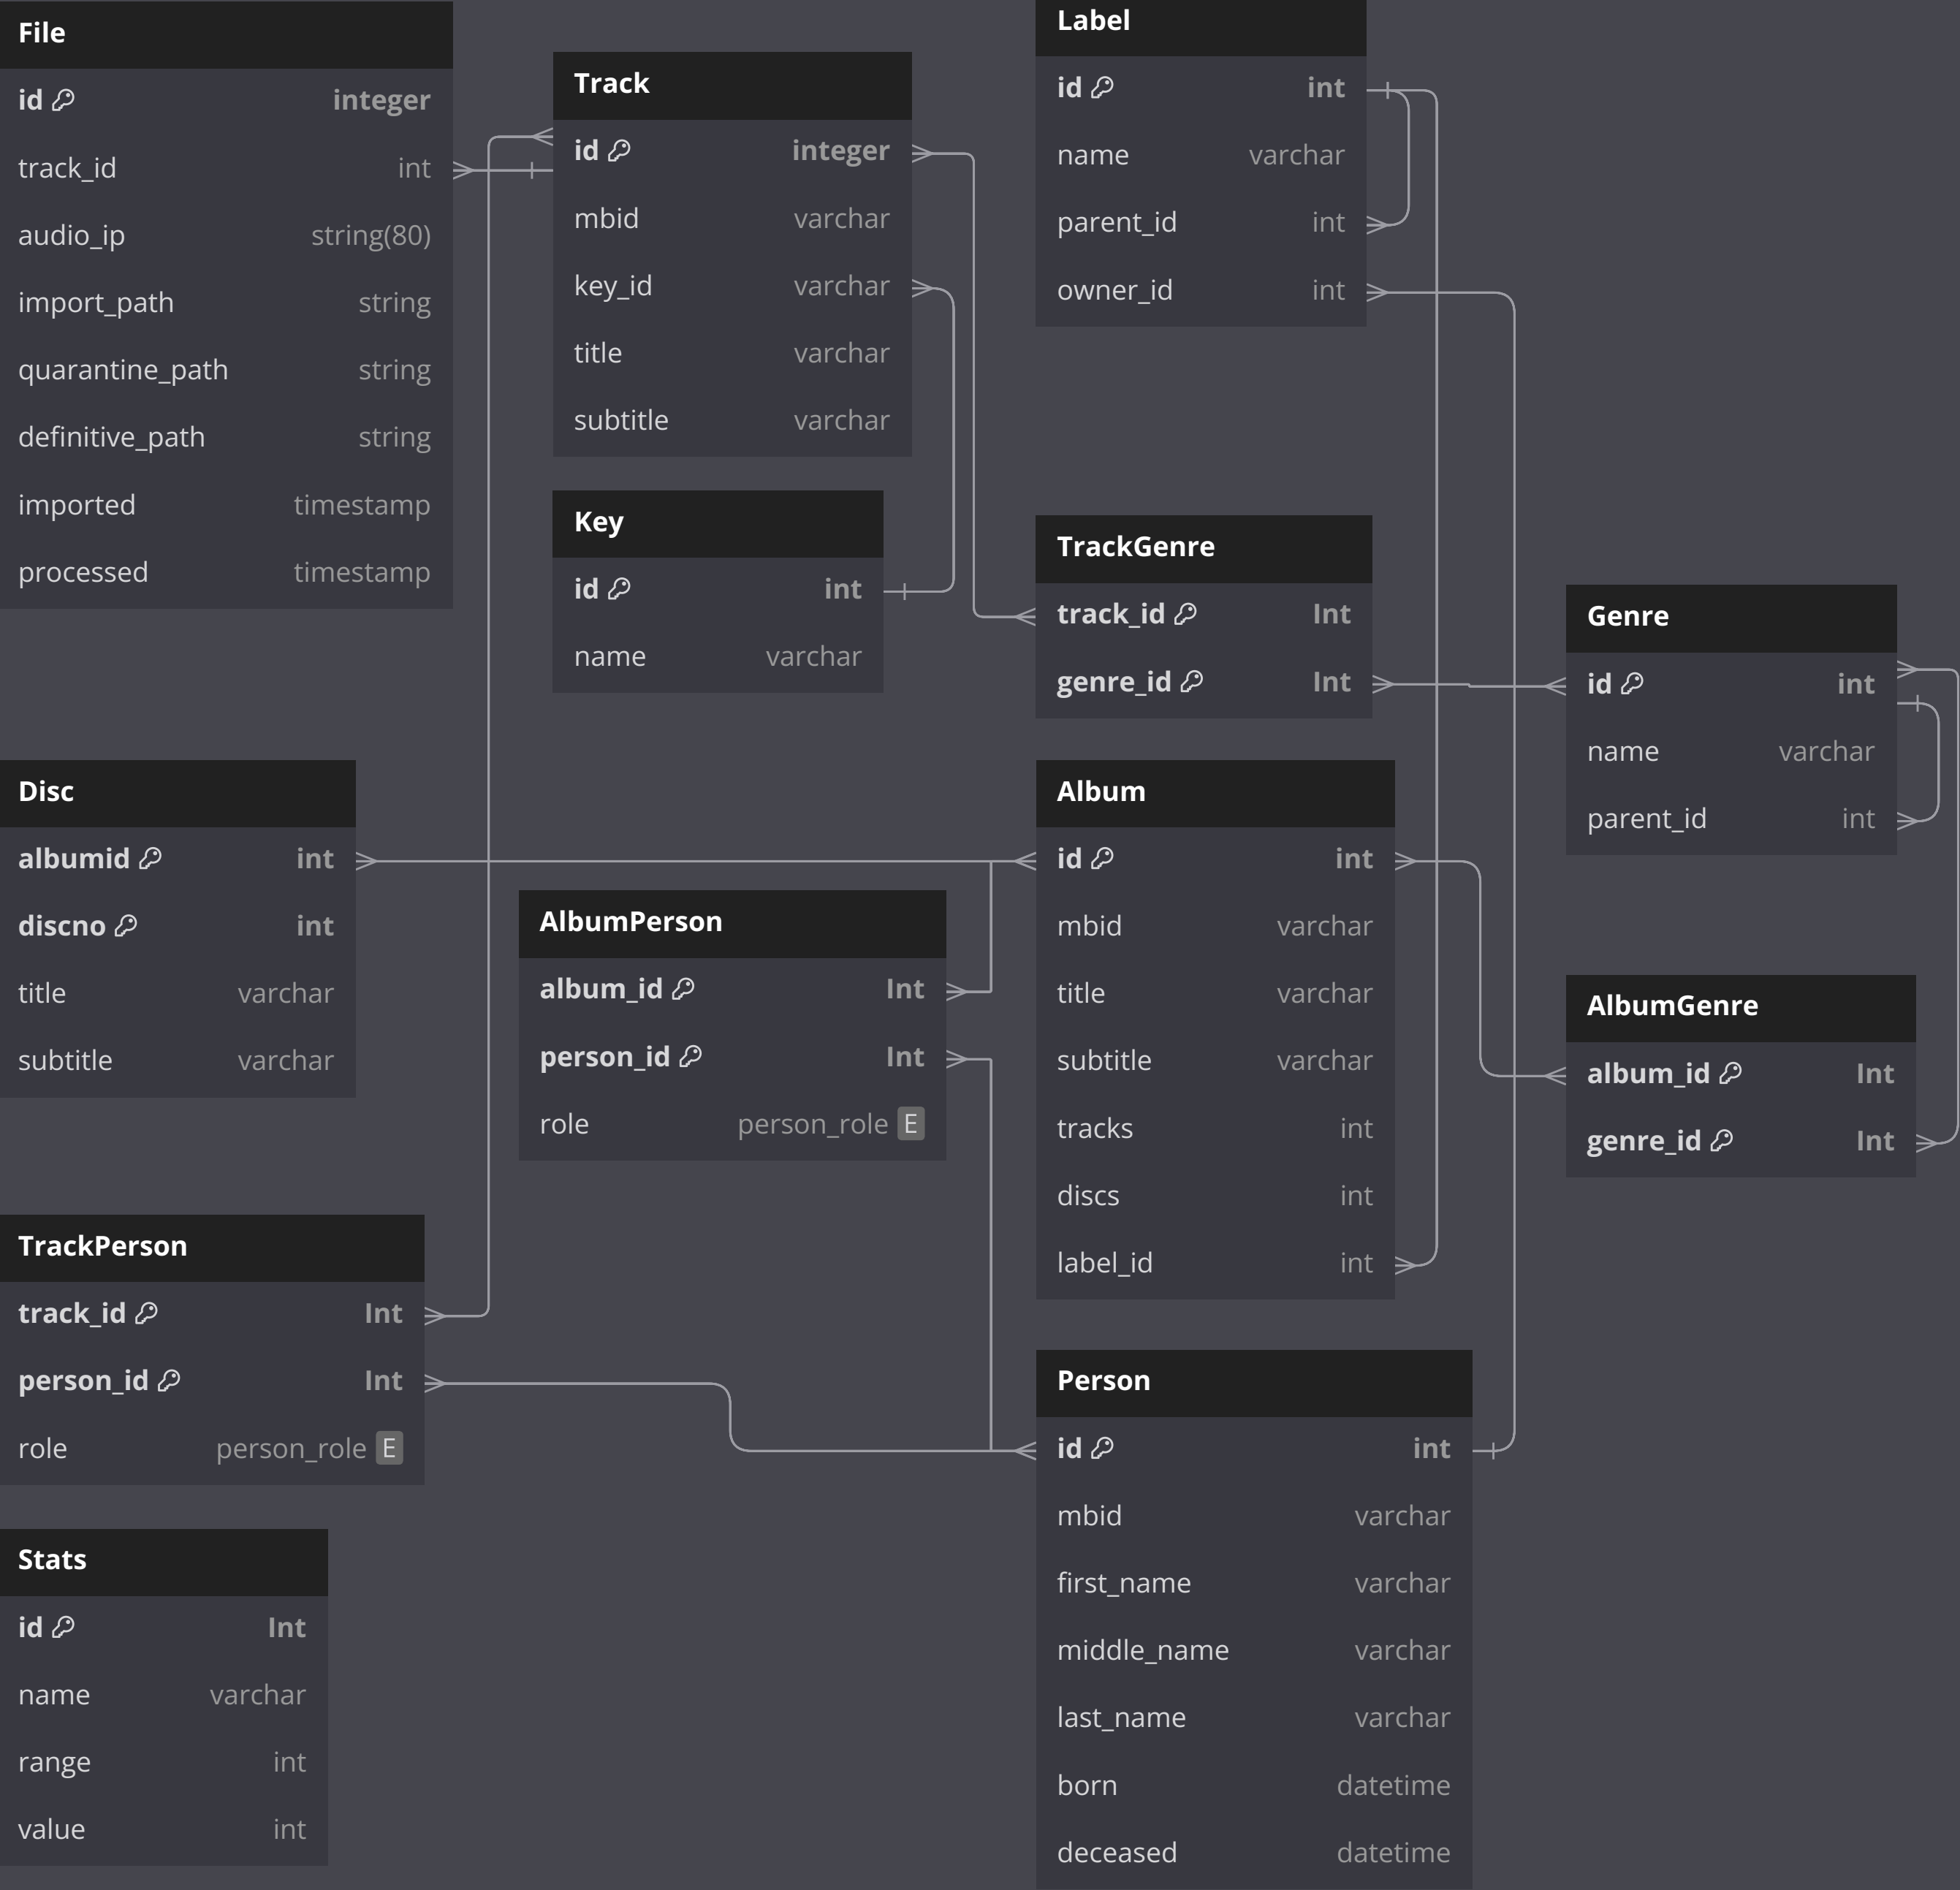 File
id integer
track_id int
audio_ip string(80)
import_path string
quarantine_path string
definitive_path string
imported timestamp
processed timestamp
Track
id integer
mbid varchar
key_id varchar
title varchar
subtitle varchar
Label
id int
name varchar
parent_id int
owner_id int
Key
id int
name varchar
TrackGenre
track_id Int
genre_id Int
Genre
id int
name varchar
parent_id int
Disc
albumid int
discno int
title varchar
subtitle varchar
AlbumPerson
album_id Int
person_id Int
role person_role E
Album
id int
mbid varchar
title varchar
subtitle varchar
tracks int
discs int
label_id int
AlbumGenre
album_id Int
genre_id Int
TrackPerson
track_id Int
person_id Int
role person_role E
Person
id int
mbid varchar
first_name varchar
middle_name varchar
last_name varchar
born datetime
deceased datetime
Stats
id Int
name varchar
range int
value int